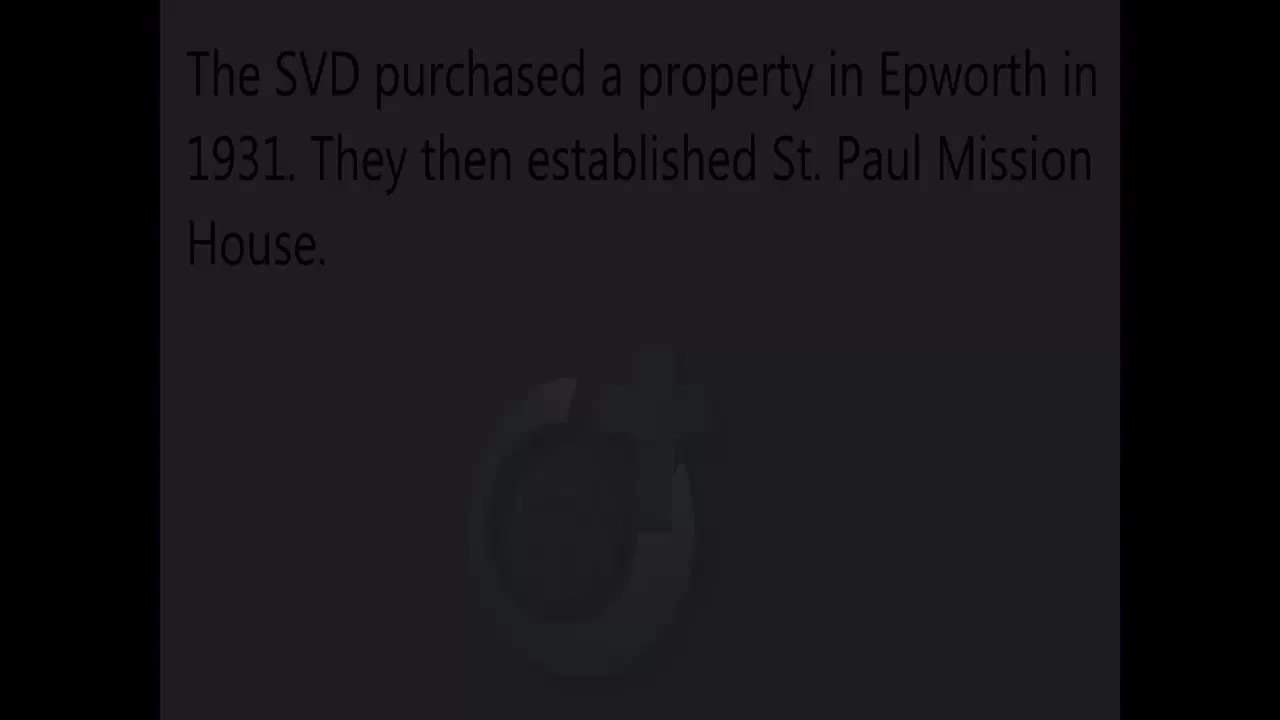 The SVD purchased a property in Epworth in
1931. They then established St. Paul Mission
House.